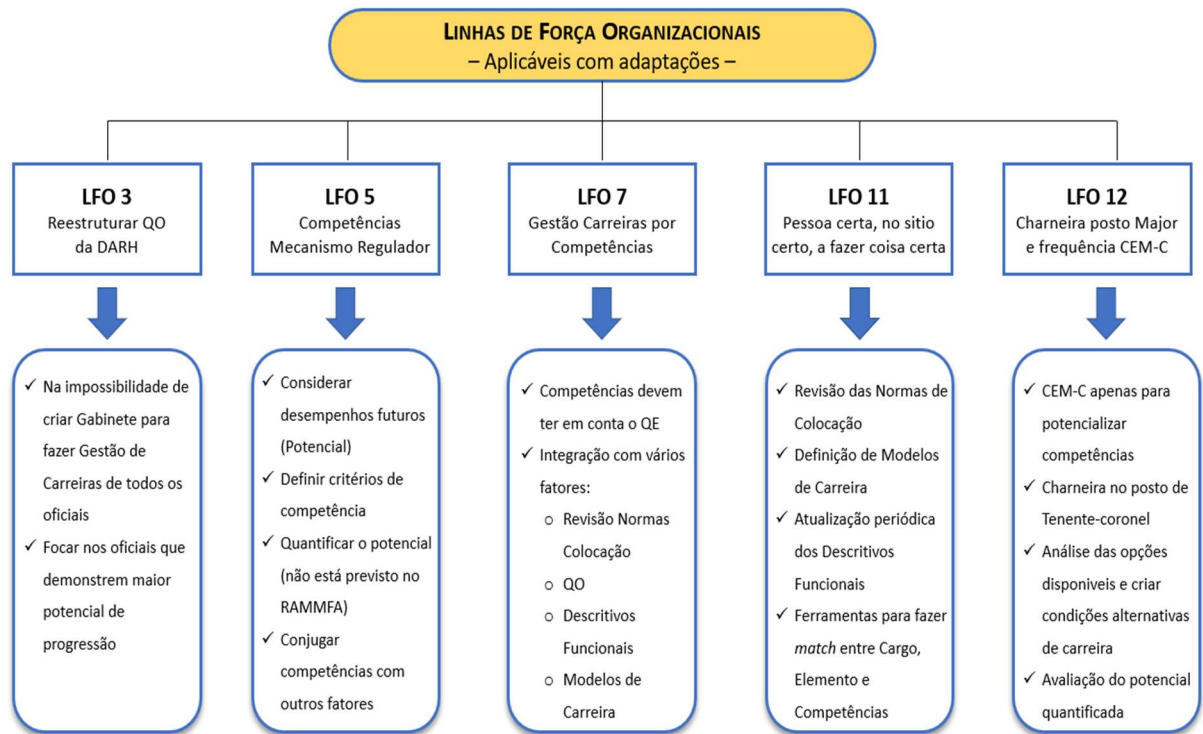 LINHAS DE FORÇA ORGANIZACIONAIS
– Aplicáveis com adaptações –
LFO 3
Reestruturar QO
da DARH
LFO 5
Competências
Mecanismo Regulador
LFO 7
Gestão Carreiras por
Competências
LFO 11
Pessoa certa, no sitio
certo, a fazer coisa certa
LFO 12
Charneira posto Major
e frequência CEM-C
✓ Na impossibilidade de
criar Gabinete para
fazer Gestão de
Carreiras de todos os
oficiais
✓ Focar nos oficiais que
demonstrem maior
potencial de
progressão
✓ Considerar
desempenhos futuros
(Potencial)
✓ Definir critérios de
competência
✓ Quantificar o potencial
(não está previsto no
RAMMFA)
✓ Conjugar
competências com
outros fatores
✓ Competências devem
ter em conta o QE
✓ Integração com vários
fatores:
o Revisão Normas
Colocação
o QO
o Descritivos
Funcionais
o Modelos de
Carreira
✓ Revisão das Normas de
Colocação
✓ Definição de Modelos
de Carreira
✓ Atualização periódica
dos Descritivos
Funcionais
✓ Ferramentas para fazer
match entre Cargo,
Elemento e
Competências
✓ CEM-C apenas para
potencializar
competências
✓ Charneira no posto de
Tenente-coronel
✓ Análise das opções
disponiveis e criar
condições alternativas
de carreira
✓ Avaliação do potencial
quantificada